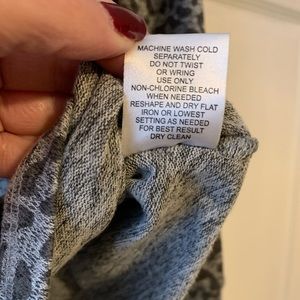 MACHINE WASH COLD
SEPARATELY
DO NOT TWIST
OR WRING
USE ONLY
NON-CHLORINE BLEACH
WHEN NEEDED
RESHAPE AND DRY FLAT
IRON OR LOWEST
SETTING AS NEEDED
FOR BEST RESULT
DRY CLEAN